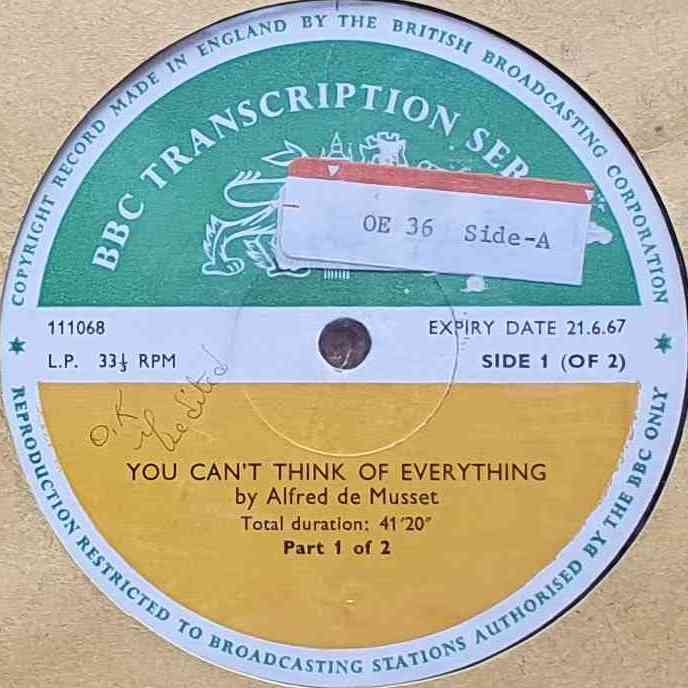 COPYRIGHT RECORD MADE IN ENGLAND BY THE BRITISH BROADCASTING CORPORATION
BBC TRANSCRIPTION SER
OE 36 Side-A
111068
EXPIRY DATE 21.6.67
L.P. 33⅓ RPM
SIDE 1 (OF 2)
O.K
if edited
YOU CAN'T THINK OF EVERYTHING
by Alfred de Musset
Total duration: 41'20"
Part 1 of 2
REPRODUCTION RESTRICTED TO BROADCASTING STATIONS AUTHORISED BY THE BBC ONLY